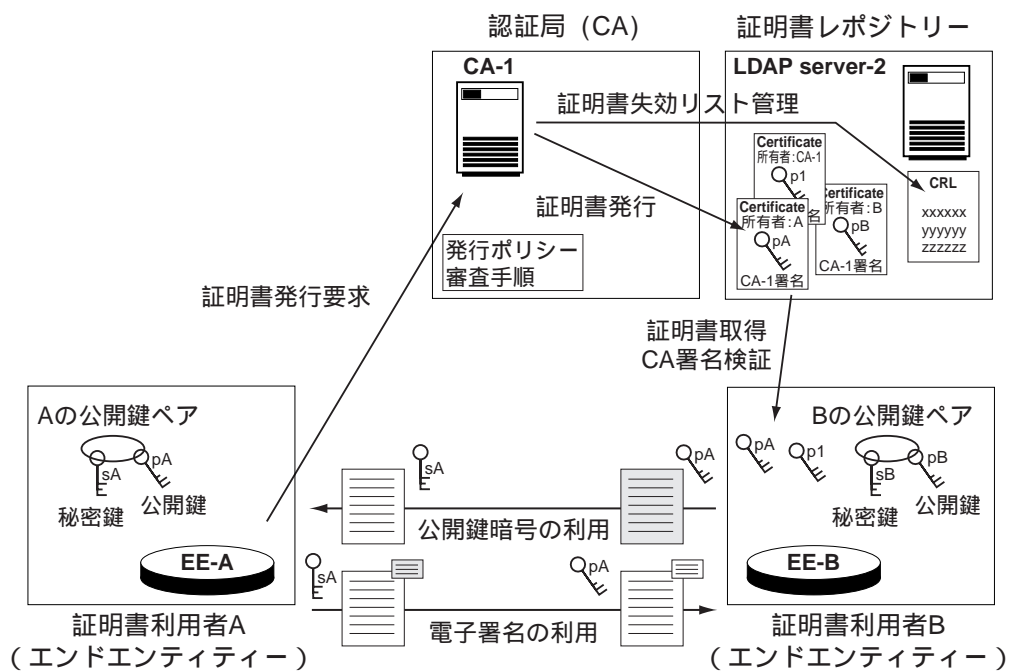 認証局 (CA)
証明書レポジトリー
CA-1
LDAP server-2
証明書失効リスト管理
Certificate
所有者:CA-1
p1
名
CRL
xxxxxx
yyyyyy
zzzzzz
証明書発行
Certificate
所有者:A
pA
CA-1署名
ertificate
所有者:B
pB
CA-1署名
発行ポリシー
審査手順
証明書発行要求
証明書取得
CA署名検証
Aの公開鍵ペア
sA
pA
秘密鍵
公開鍵
EE-A
sA
pA
公開鍵暗号の利用
sA
pA
電子署名の利用
Bの公開鍵ペア
pA
p1
sB
pB
秘密鍵
公開鍵
EE-B
証明書利用者A
(エンドエンティティー)
証明書利用者B
(エンドエンティティー)